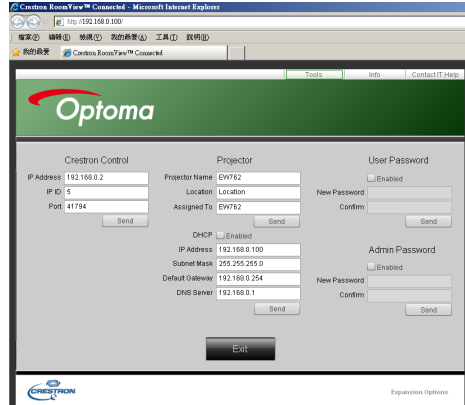 Crestron RoomView™ Connected - Microsoft Internet Explorer
http://192.168.0.100/
檔案(F) 編輯(E) 檢視(V) 我的最愛(A) 工具(T) 說明(H)
我的最愛 Crestron RoomView™ Connected
Tools Info Contact IT Help
Optoma
Crestron Control
IP Address 192.168.0.2
IP ID 5
Port 41794
Send
Projector
Projector Name EW762
Location Location
Assigned To EW762
Send
DHCP Enabled
IP Address 192.168.0.100
Subnet Mask 255.255.255.0
Default Gateway 192.168.0.254
DNS Server 192.168.0.1
Send
User Password
Enabled
New Password
Confirm
Send
Admin Password
Enabled
New Password
Confirm
Send
Exit
CRESTRON
Expansion Options